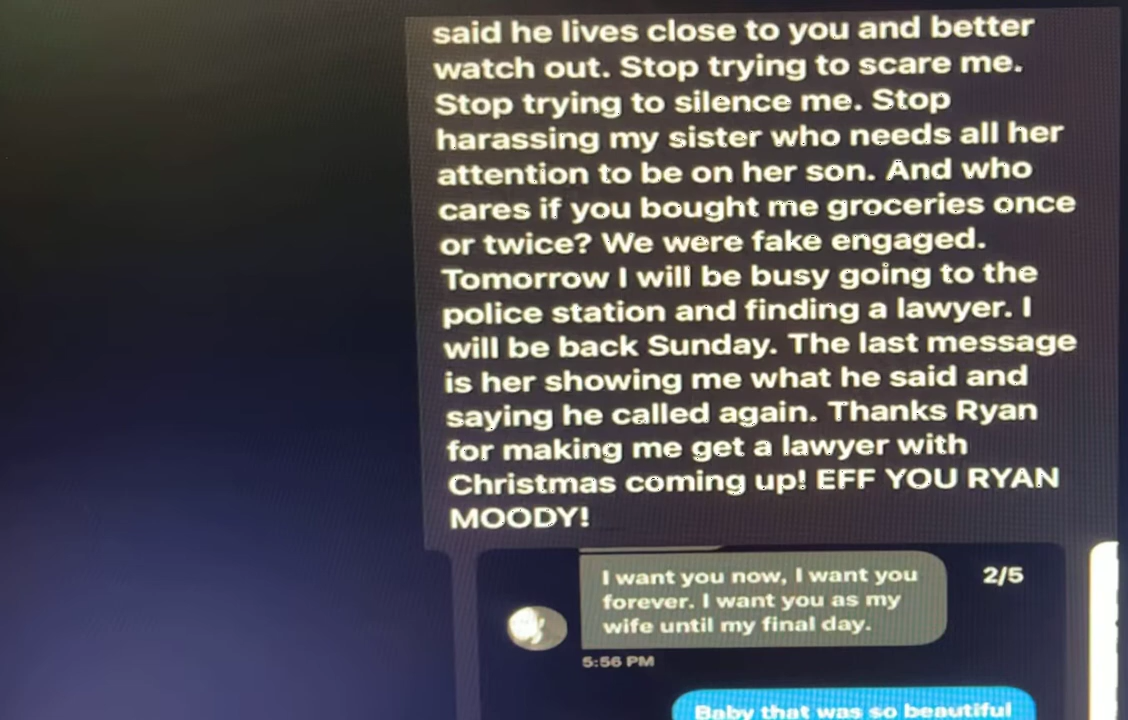 said he lives close to you and better
watch out. Stop trying to scare me.
Stop trying to silence me. Stop
harassing my sister who needs all her
attention to be on her son. And who
cares if you bought me groceries once
or twice? We were fake engaged.
Tomorrow I will be busy going to the
police station and finding a lawyer. I
will be back Sunday. The last message
is her showing me what he said and
saying he called again. Thanks Ryan
for making me get a lawyer with
Christmas coming up! EFF YOU RYAN
MOODY!
I want you now, I want you
forever. I want you as my
wife until my final day.
2/5
5:56 PM
Baby that was so beautiful